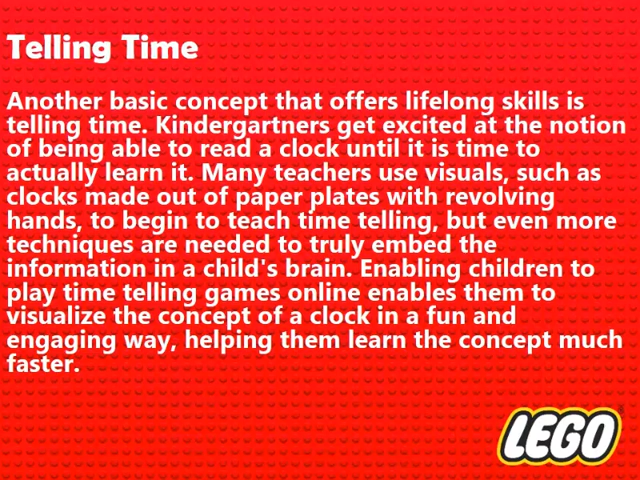 Telling Time
Another basic concept that offers lifelong skills is
telling time. Kindergartners get excited at the notion
of being able to read a clock until it is time to
actually learn it. Many teachers use visuals, such as
clocks made out of paper plates with revolving
hands, to begin to teach time telling, but even more
techniques are needed to truly embed the
information in a child's brain. Enabling children to
play time telling games online enables them to
visualize the concept of a clock in a fun and
engaging way, helping them learn the concept much
faster.
LEGO